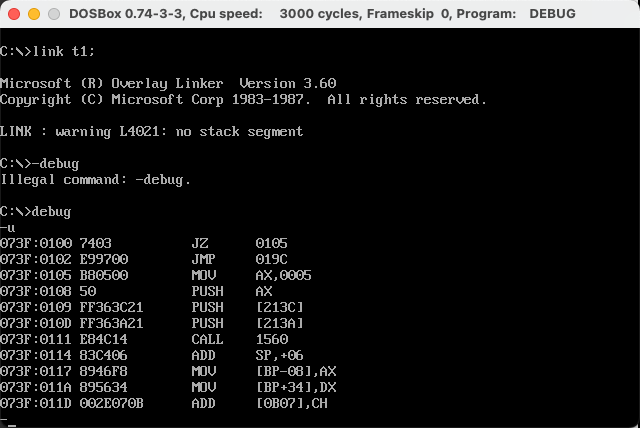 DOSBox 0.74-3-3, Cpu speed: 3000 cycles, Frameskip 0, Program: DEBUG
C:\>link t1;
Microsoft (R) Overlay Linker Version 3.60
Copyright (C) Microsoft Corp 1983-1987. All rights reserved.
LINK : warning L4021: no stack segment
C:\>-debug
Illegal command: -debug.
C:\>debug
-u
073F:0100 7403 JZ 0105
073F:0102 E99700 JMP 019C
073F:0105 B80500 MOV AX,0005
073F:0108 50 PUSH AX
073F:0109 FF363C21 PUSH [213C]
073F:010D FF363A21 PUSH [213A]
073F:0111 E84C14 CALL 1560
073F:0114 83C406 ADD SP,+06
073F:0117 8946F8 MOV [BP-08],AX
073F:011A 895634 MOV [BP+34],DX
073F:011D 002E070B ADD [0B07],CH
-_